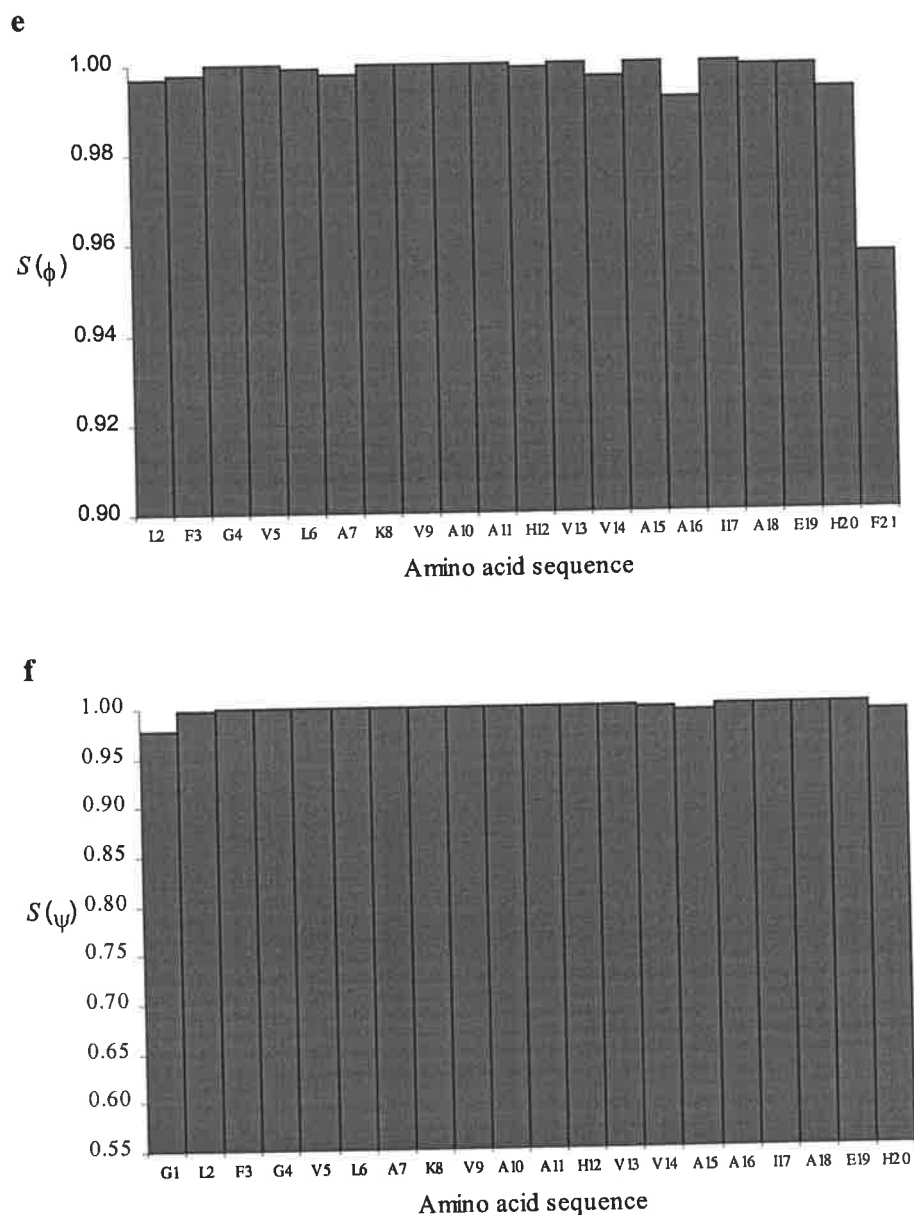 e
1.00
0.98
0.96
S(ϕ)
0.94
0.92
0.90
L2 F3 G4 V5 L6 A7 K8 V9 A10 A11 H12 V13 V14 A15 A16 I17 A18 E19 H20 F21
Amino acid sequence
f
1.00
0.95
0.90
0.85
0.80
S(ψ)
0.75
0.70
0.65
0.60
0.55
G1 L2 F3 G4 V5 L6 A7 K8 V9 A10 A11 H12 V13 V14 A15 A16 I17 A18 E19 H20
Amino acid sequence